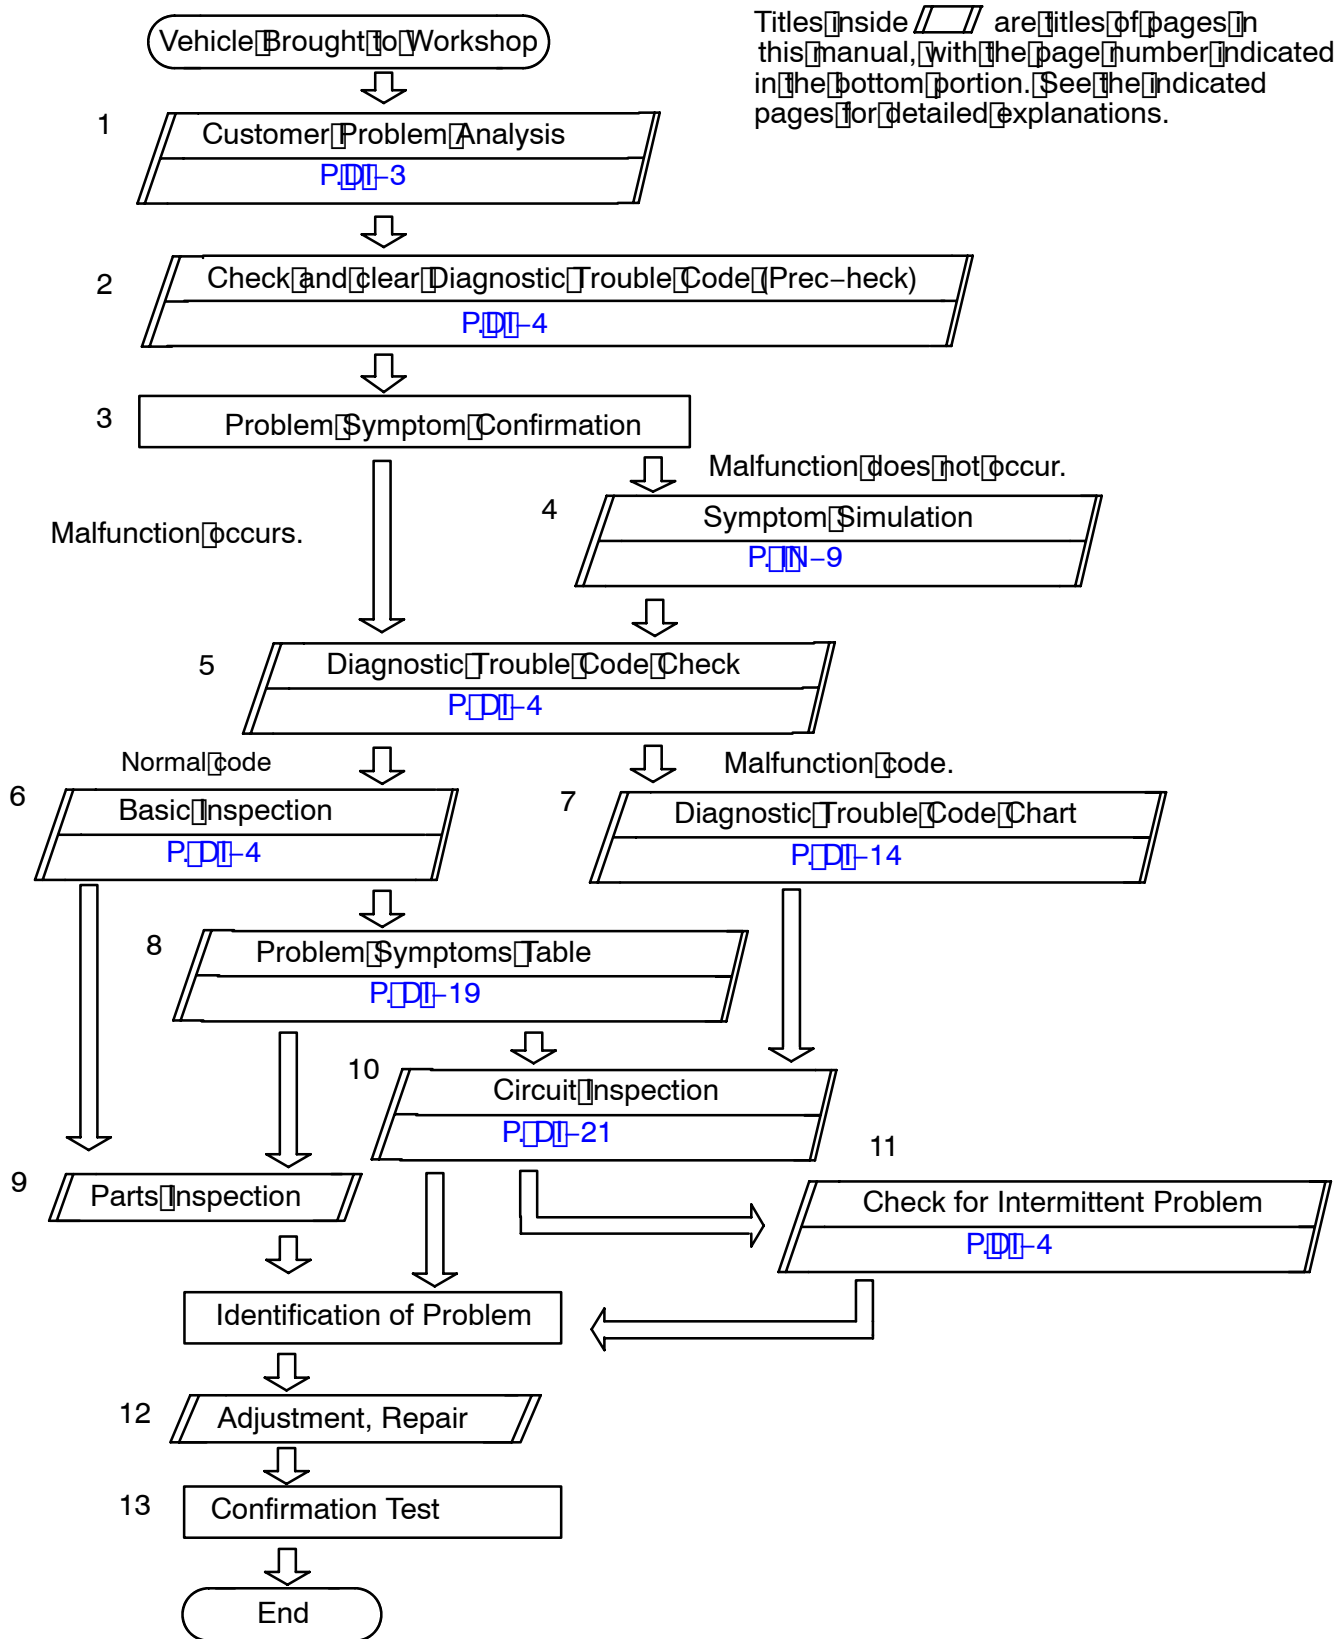 Vehicle Brought to Workshop
Titles inside are titles of pages in
this manual, with the page number indicated
in the bottom portion. See the indicated
pages for detailed explanations.
1
Customer Problem Analysis
P. DI−3
2
Check and clear Diagnostic Trouble Code (Prec−heck)
P. DI−4
3
Problem Symptom Confirmation
Malfunction does not occur.
Malfunction occurs.
4
Symptom Simulation
P. IN−9
5
Diagnostic Trouble Code Check
P. DI−4
Normal code
Malfunction code.
6
Basic Inspection
P. DI−4
7
Diagnostic Trouble Code Chart
P. DI−14
8
Problem Symptoms Table
P. DI−19
10
Circuit Inspection
P. DI−21
11
9
Parts Inspection
Check for Intermittent Problem
P. DI−4
Identification of Problem
12
Adjustment, Repair
13
Confirmation Test
End